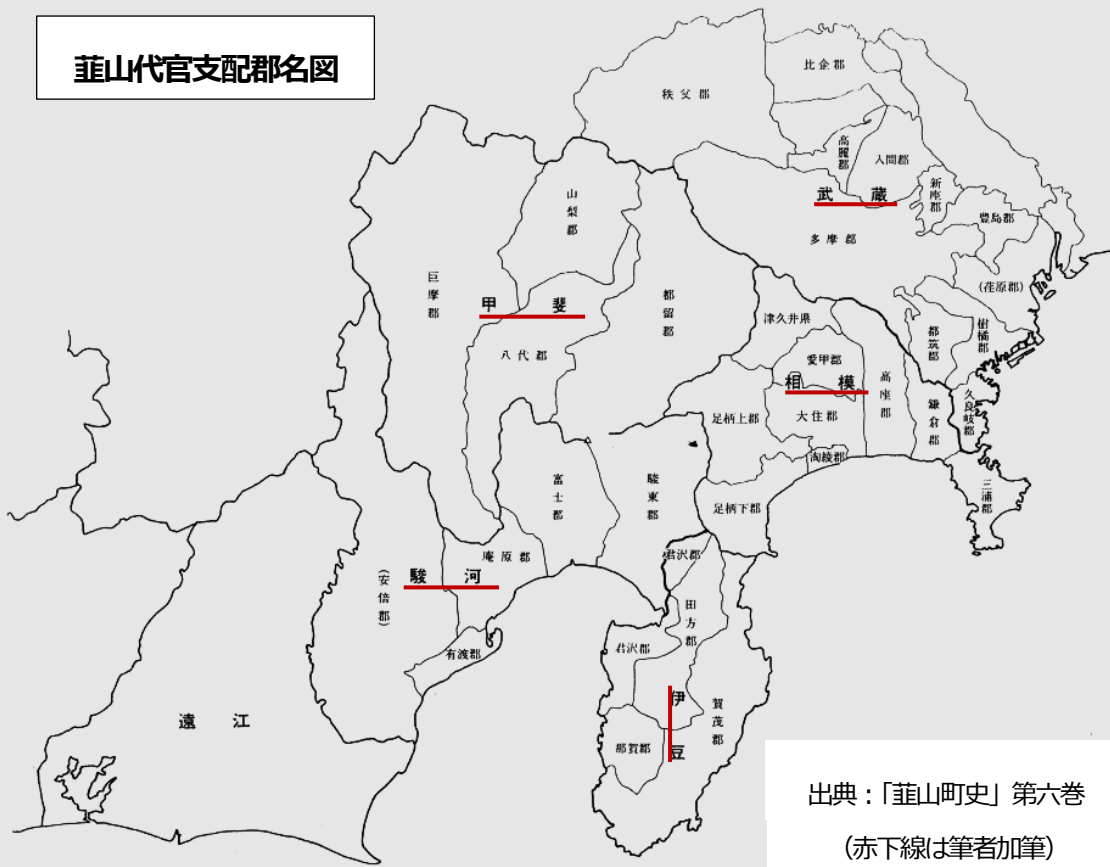 韮山代官支配郡名図
秩父郡
比企郡
高麗郡
入間郡
新座郡
豊島郡
武蔵
多摩郡
(荏原郡)
都筑郡
樹橘郡
久良岐郡
山梨郡
巨摩郡
甲斐
八代郡
都留郡
津久井県
愛甲郡
相模
高座郡
鎌倉郡
足柄上郡
大住郡
淘綾郡
足柄下郡
三浦郡
富士郡
駿東郡
庵原郡
駿河
(安倍郡)
有渡郡
君沢郡
田方郡
君沢郡
伊豆
賀茂郡
那賀郡
遠江
出典：「韮山町史」第六巻
(赤下線は筆者加筆)